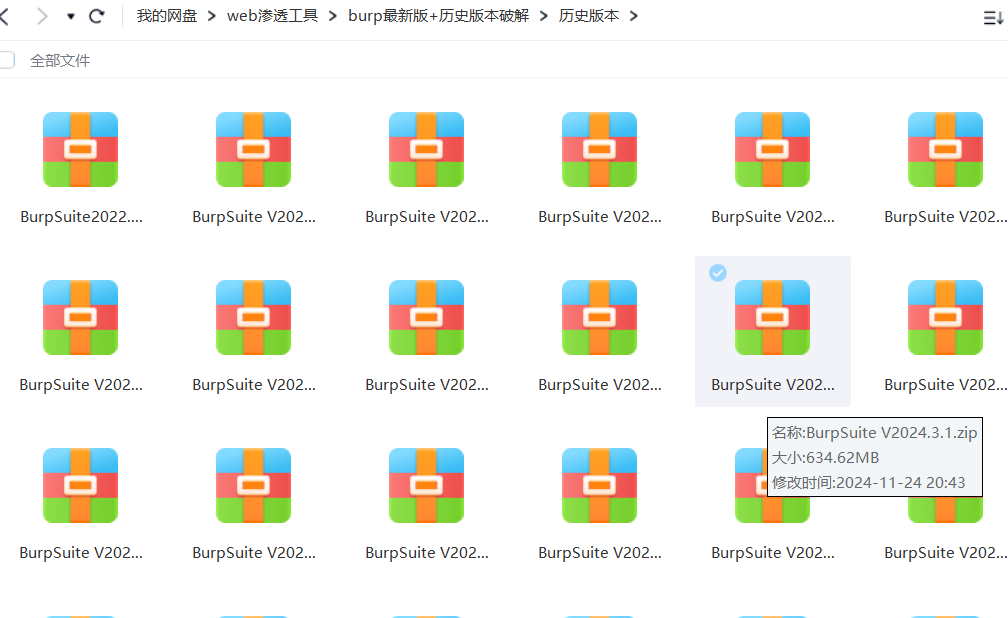 我的网盘 > web渗透工具 > burp最新版+历史版本破解 > 历史版本 >
全部文件
BurpSuite2022.... BurpSuite V202... BurpSuite V202... BurpSuite V202... BurpSuite V202... BurpSuite V202...
BurpSuite V202... BurpSuite V202... BurpSuite V202... BurpSuite V202... BurpSuite V202... BurpSuite V202...
名称:BurpSuite V2024.3.1.zip
大小:634.62MB
修改时间:2024-11-24 20:43
BurpSuite V202... BurpSuite V202... BurpSuite V202... BurpSuite V202... BurpSuite V202... BurpSuite V202...